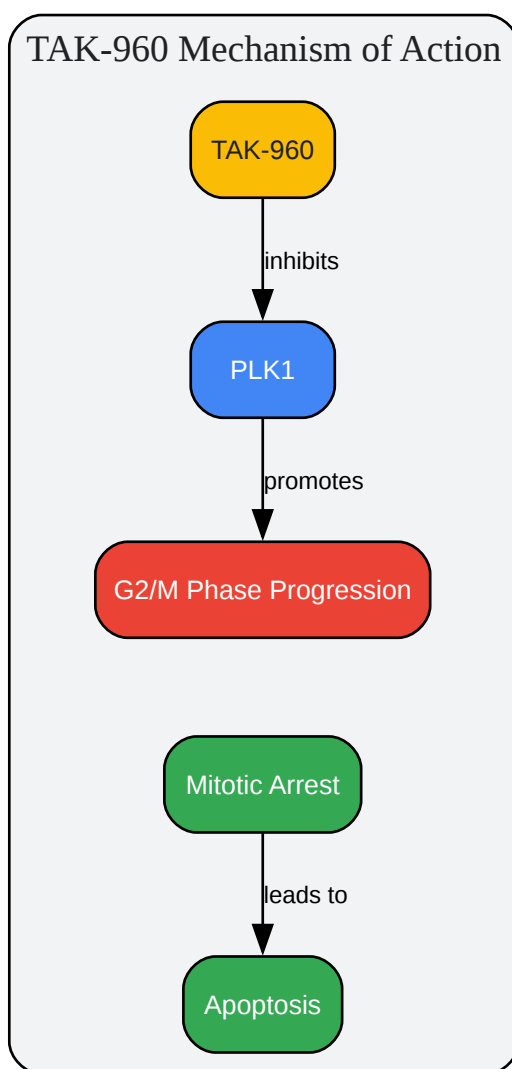 TAK-960 Mechanism of Action
TAK-960
inhibits
PLK1
promotes
G2/M Phase Progression
Mitotic Arrest
leads to
Apoptosis